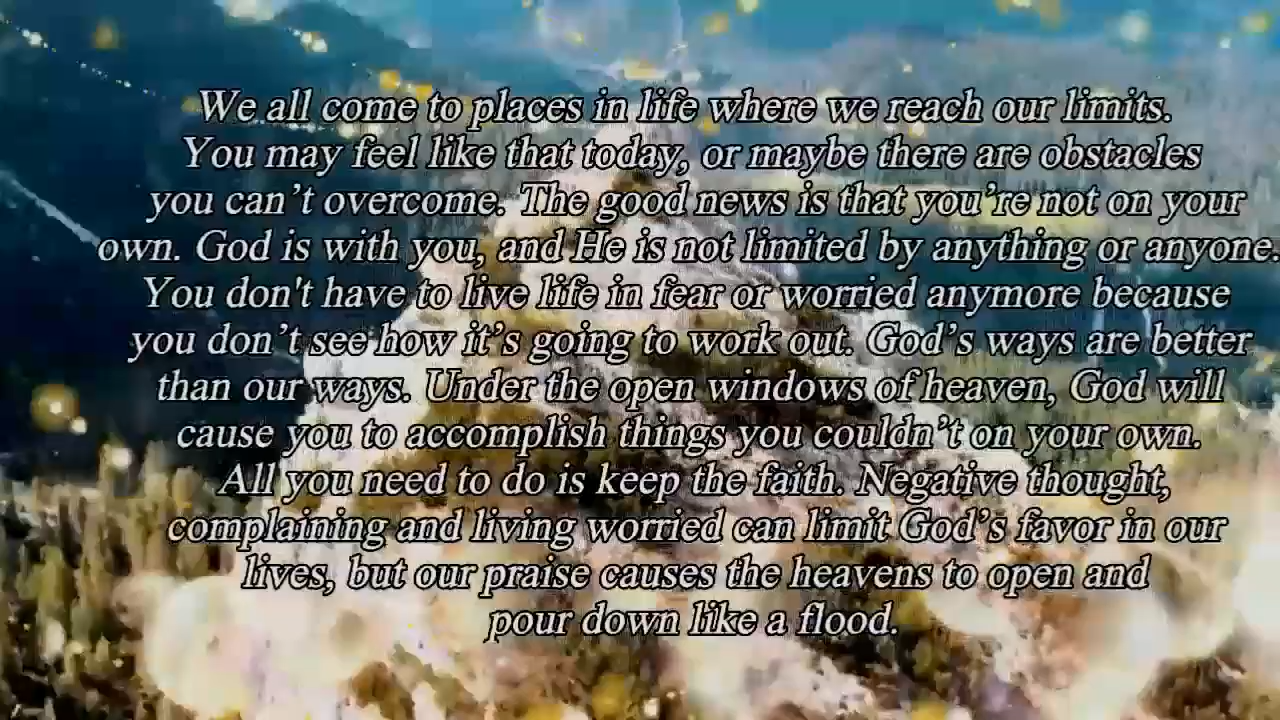 We all come to places in life where we reach our limits.
You may feel like that today, or maybe there are obstacles
you can’t overcome. The good news is that you’re not on your
own. God is with you, and He is not limited by anything or anyone.
You don't have to live life in fear or worried anymore because
you don’t see how it’s going to work out. God’s ways are better
than our ways. Under the open windows of heaven, God will
cause you to accomplish things you couldn’t on your own.
All you need to do is keep the faith. Negative thought,
complaining and living worried can limit God’s favor in our
lives, but our praise causes the heavens to open and
pour down like a flood.